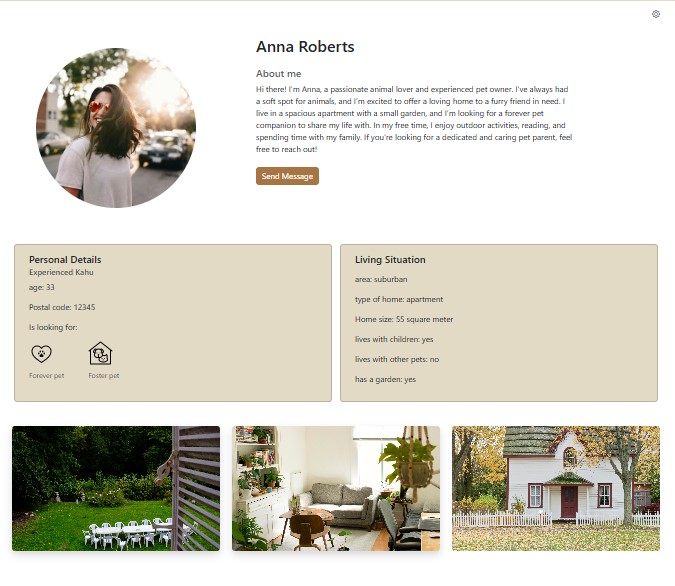 Anna Roberts
About me
Hi there! I'm Anna, a passionate animal lover and experienced pet owner. I've always had
a soft spot for animals, and I'm excited to offer a loving home to a furry friend in need. I
live in a spacious apartment with a small garden, and I'm looking for a forever pet
companion to share my life with. In my free time, I enjoy outdoor activities, reading, and
spending time with my family. If you're looking for a dedicated and caring pet parent, feel
free to reach out!
Send Message
Personal Details
Experienced Kahu
age: 33
Postal code: 12345
Is looking for:
Forever pet
Foster pet
Living Situation
area: suburban
type of home: apartment
Home size: 55 square meter
lives with children: yes
lives with other pets: no
has a garden: yes